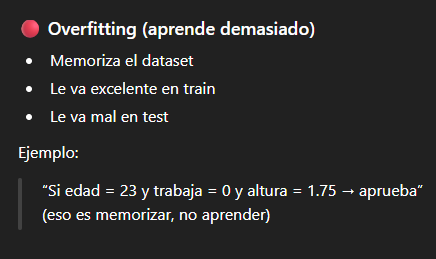 🔴 Overfitting (aprende demasiado)
• Memoriza el dataset
• Le va excelente en train
• Le va mal en test
Ejemplo:
“Si edad = 23 y trabaja = 0 y altura = 1.75 → aprueba”
(eso es memorizar, no aprender)